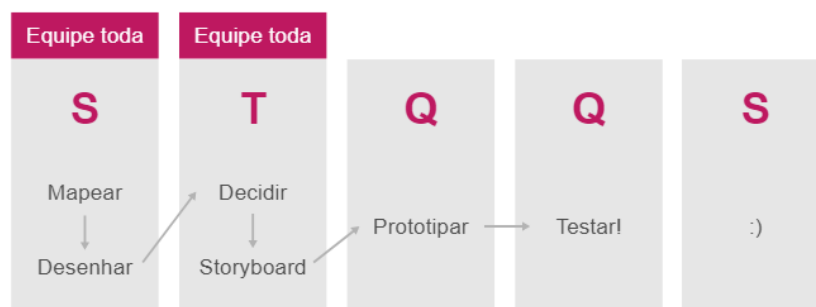 Equipe toda
S
Mapear
Desenhar
Equipe toda
T
Decidir
Storyboard
Q
Prototipar
Q
Testar!
S
:)